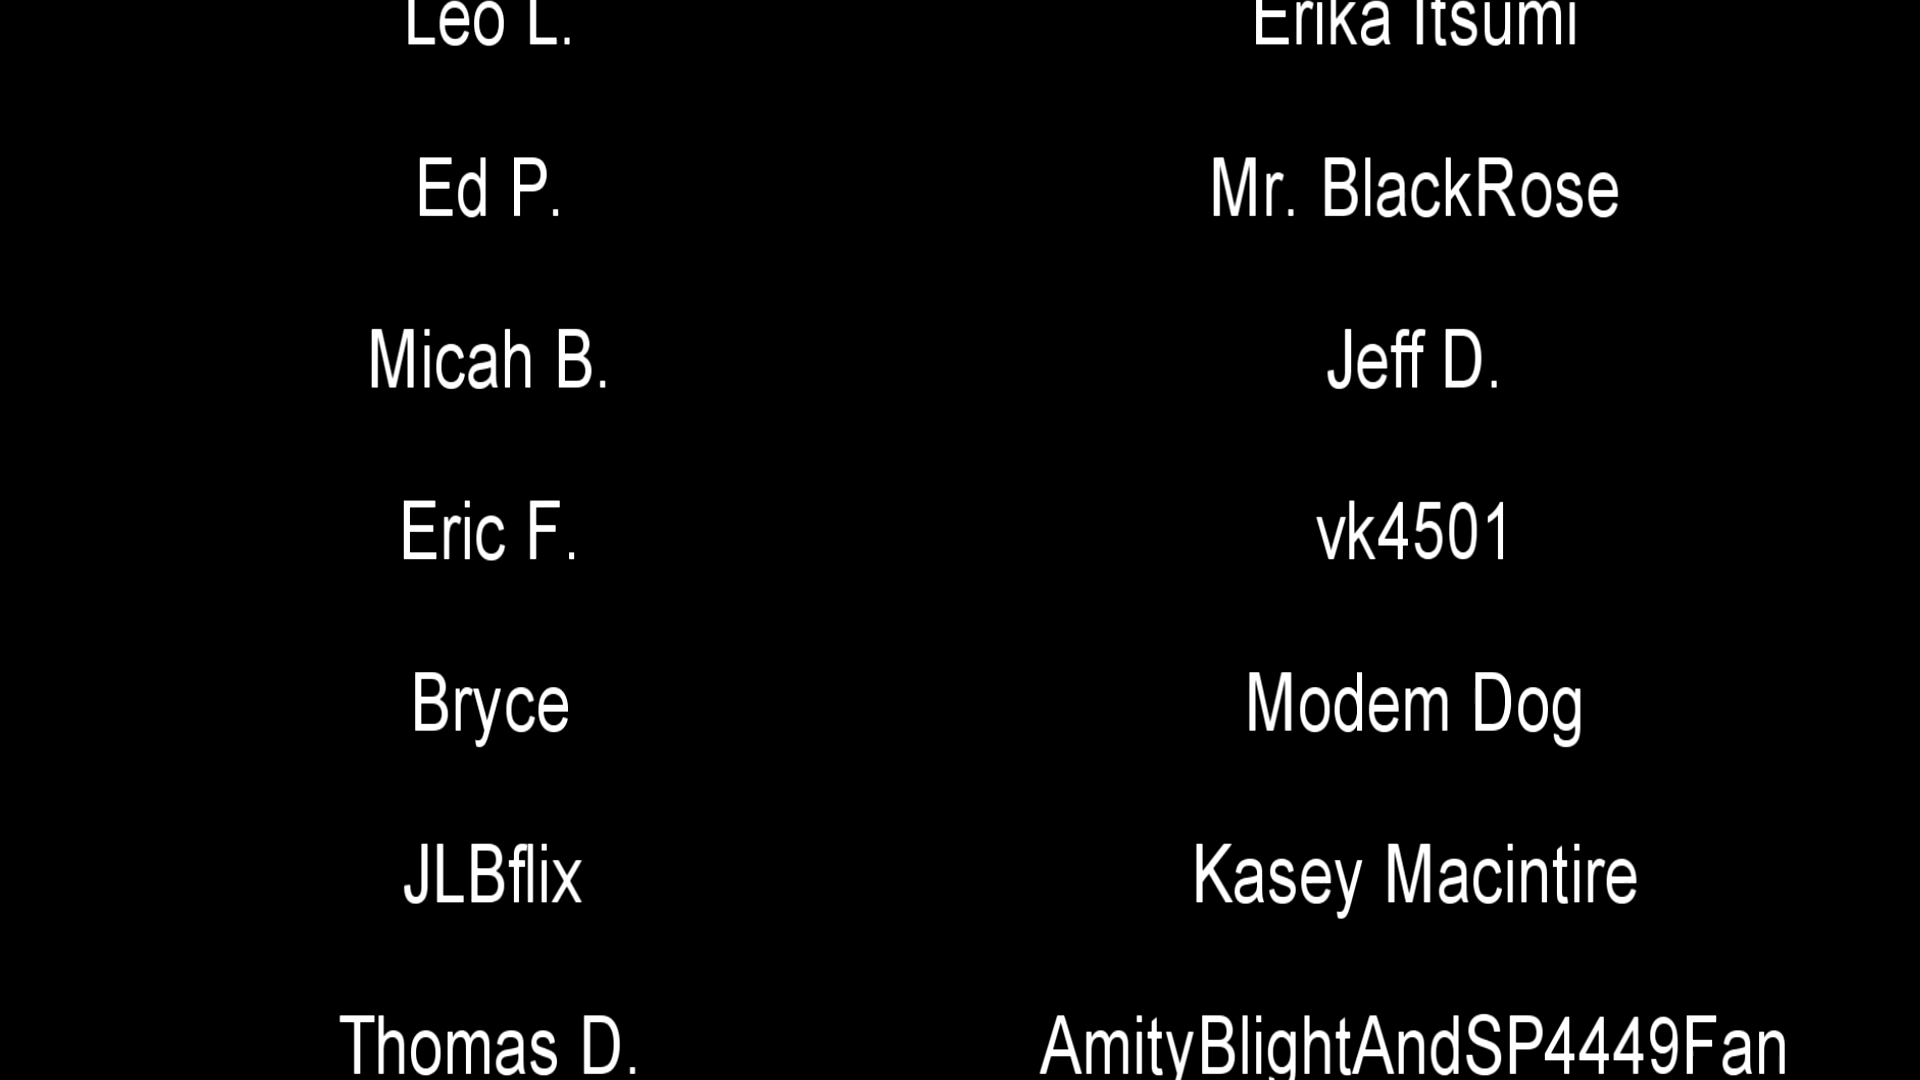 Leo L.
Erika Itsumi
Ed P.
Mr. BlackRose
Micah B.
Jeff D.
Eric F.
vk4501
Bryce
Modem Dog
JLBflix
Kasey Macintire
Thomas D.
AmityBlightAndSP4449Fan